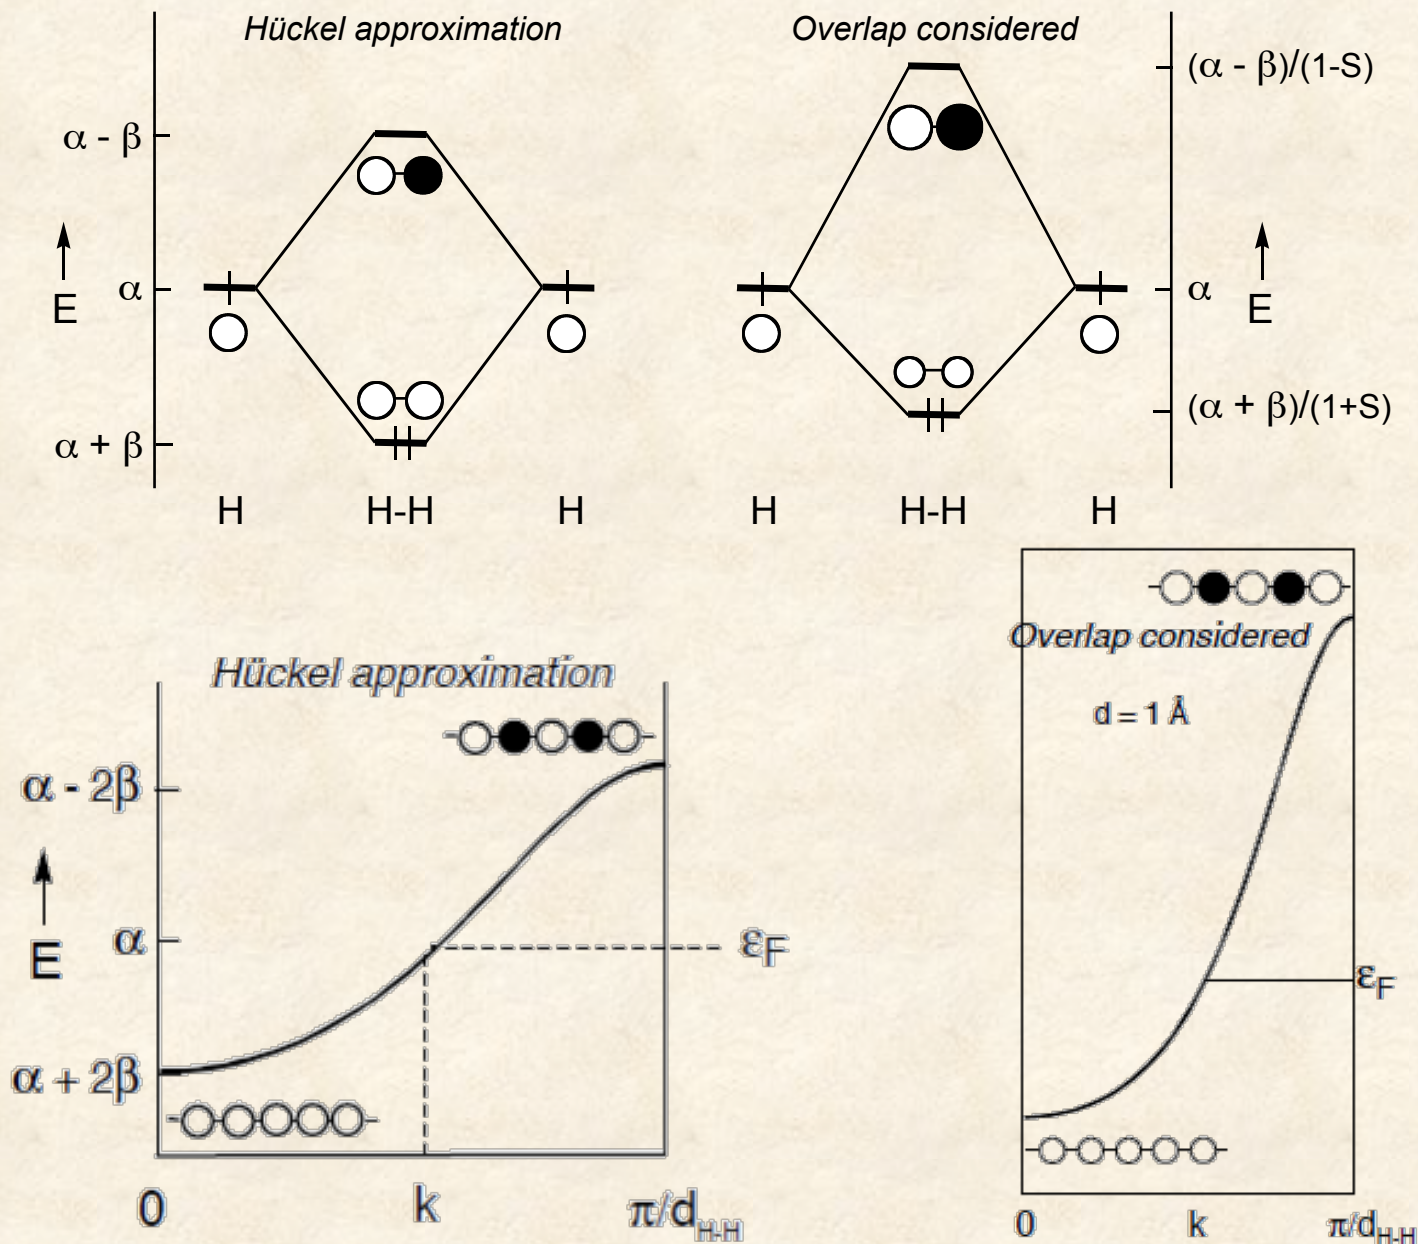 Hückel approximation
α - β
α
E
α + β
H H-H H
Overlap considered
(α - β)/(1-S)
α
E
(α + β)/(1+S)
H H-H H
Hückel approximation
α - 2β
α
E
εF
α + 2β
0 k π/dH-H
Overlap considered
d = 1 Å
εF
0 k π/dH-H